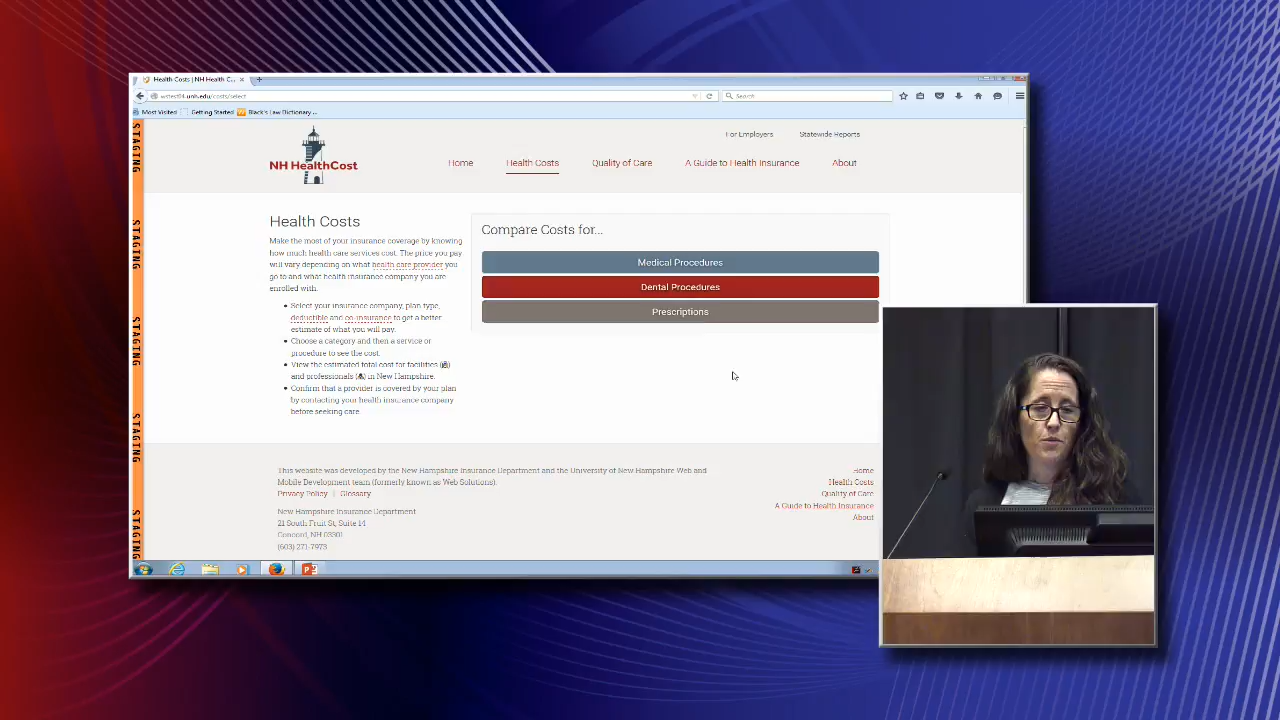 Health Costs | NH Health C...
wstest04.unh.edu/costs/select
Search
Most Visited
Getting Started
Black's Law Dictionary ...
STAGING
STAGING
STAGING
STAGING
STAGING
For Employers
Statewide Reports
NH HealthCost
Home
Health Costs
Quality of Care
A Guide to Health Insurance
About
Health Costs
Make the most of your insurance coverage by knowing
how much health care services cost. The price you pay
will vary depending on what health care provider you
go to and what health insurance company you are
enrolled with.
Select your insurance company, plan type,
deductible and co-insurance to get a better
estimate of what you will pay.
Choose a category and then a service or
procedure to see the cost.
View the estimated total cost for facilities ( )
and professionals ( ) in New Hampshire.
Confirm that a provider is covered by your plan
by contacting your health insurance company
before seeking care.
Compare Costs for...
Medical Procedures
Dental Procedures
Prescriptions
This website was developed by the New Hampshire Insurance Department and the University of New Hampshire Web and
Mobile Development team (formerly known as Web Solutions).
Privacy Policy | Glossary
New Hampshire Insurance Department
21 South Fruit St, Suite 14
Concord, NH 03301
(603) 271-7973
Home
Health Costs
Quality of Care
A Guide to Health Insurance
About